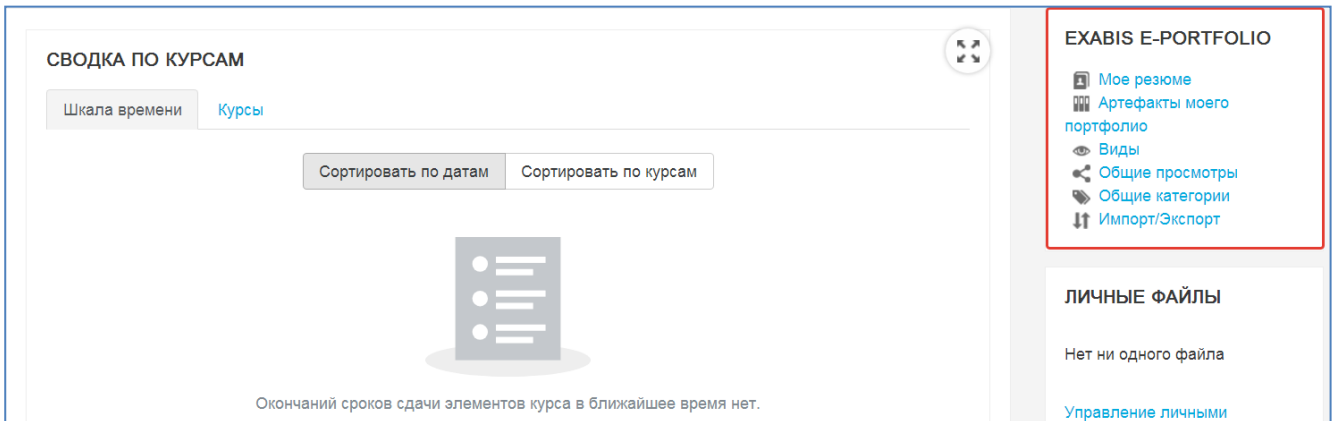 СВОДКА ПО КУРСАМ
Шкала времени
Курсы
Сортировать по датам
Сортировать по курсам
Окончаний сроков сдачи элементов курса в ближайшее время нет.
EXABIS E-PORTFOLIO
Мое резюме
Артефакты моего
портфолио
Виды
Общие просмотры
Общие категории
Импорт/Экспорт
ЛИЧНЫЕ ФАЙЛЫ
Нет ни одного файла
Управление личными